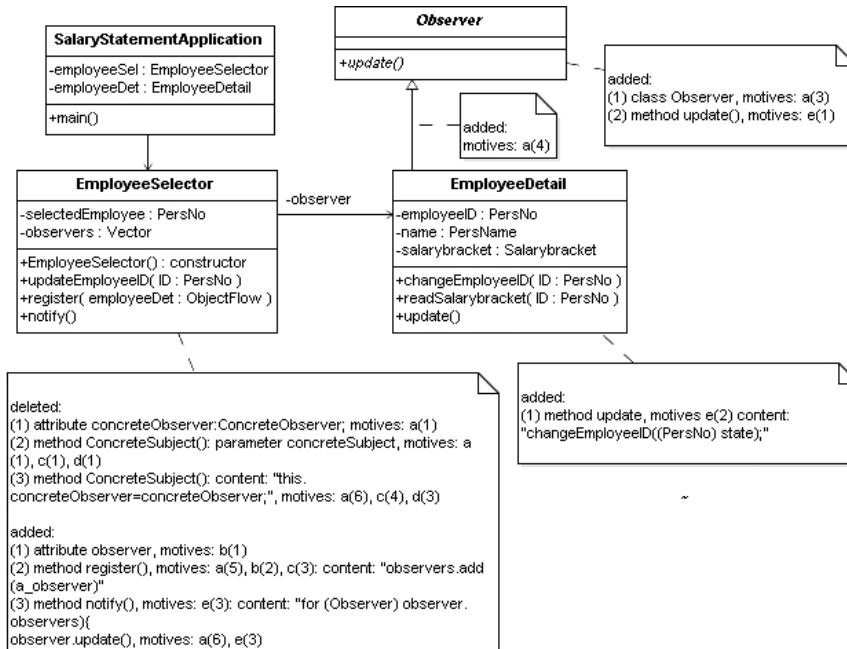 SalaryStatementApplication
-employeeSel : EmployeeSelector
-employeeDet : EmployeeDetail
+main()
Observer
+update()
added:
(1) class Observer, motives: a(3)
(2) method update(), motives: e(1)
added:
motives: a(4)
EmployeeSelector
-selectedEmployee : PersNo
-observers : Vector
+EmployeeSelector() : constructor
+updateEmployeeID( ID : PersNo )
+register( employeeDet : ObjectFlow )
+notify()
-observer
EmployeeDetail
-employeeID : PersNo
-name : PersName
-salarybracket : Salarybracket
+changeEmployeeID( ID : PersNo )
+readSalarybracket( ID : PersNo )
+update()
deleted:
(1) attribute concreteObserver:ConcreteObserver; motives: a(1)
(2) method ConcreteSubject(): parameter concreteSubject, motives: a
(1), c(1), d(1)
(3) method ConcreteSubject(): content: "this.
concreteObserver=concreteObserver;", motives: a(6), c(4), d(3)
added:
(1) attribute observer, motives: b(1)
(2) method register(), motives: a(5), b(2), c(3): content: "observers.add
(a_observer)"
(3) method notify(), motives: e(3): content: "for (Observer) observer.
observers){
observer.update(), motives: a(6), e(3)
added:
(1) method update, motives e(2) content:
"changeEmployeeID((PersNo) state);"
~